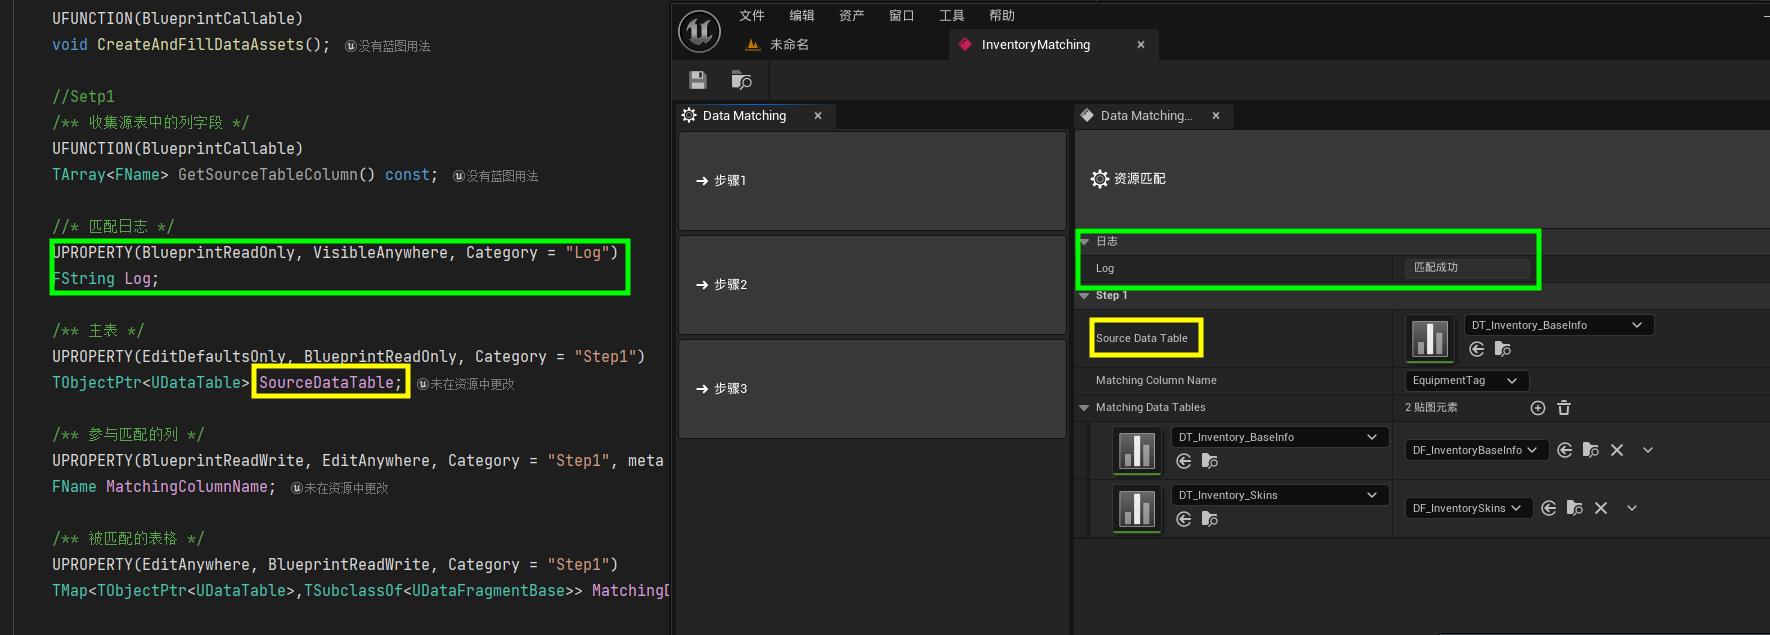 UFUNCTION(BlueprintCallable)
void CreateAndFillDataAssets(); 没有蓝图用法
//Setp1
/** 收集源表中的列字段 */
UFUNCTION(BlueprintCallable)
TArray<FName> GetSourceTableColumn() const; 没有蓝图用法
//* 匹配日志 */
UPROPERTY(BlueprintReadOnly, VisibleAnywhere, Category = "Log")
FString Log;
/** 主表 */
UPROPERTY(EditDefaultsOnly, BlueprintReadOnly, Category = "Step1")
TObjectPtr<UDataTable> SourceDataTable; 未在资源中更改
/** 参与匹配的列 */
UPROPERTY(BlueprintReadWrite, EditAnywhere, Category = "Step1", meta
FName MatchingColumnName; 未在资源中更改
/** 被匹配的表格 */
UPROPERTY(EditAnywhere, BlueprintReadWrite, Category = "Step1")
TMap<TObjectPtr<UDataTable>,TSubclassOf<UDataFragmentBase>> Matching
文件 编辑 资产 窗口 工具 帮助
未命名 InventoryMatching
Data Matching
步骤1
步骤2
步骤3
Data Matching...
资源匹配
日志
Log 匹配成功
Step 1
Source Data Table DT_Inventory_BaseInfo
Matching Column Name EquipmentTag
Matching Data Tables 2 贴图元素
DT_Inventory_BaseInfo DF_InventoryBaseInfo
DT_Inventory_Skins DF_InventorySkins